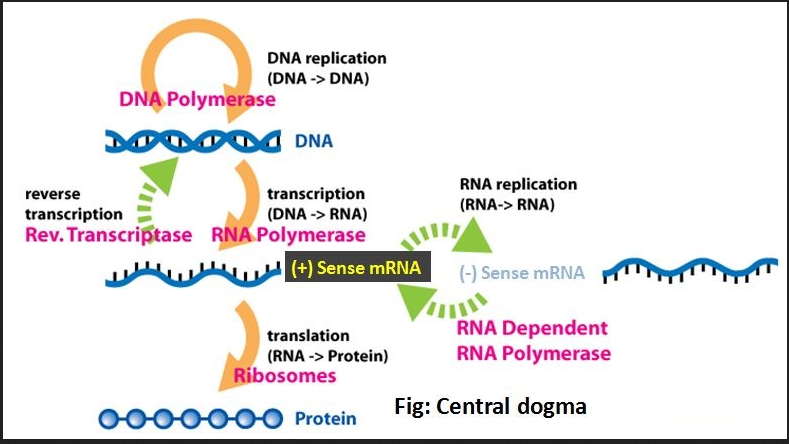 DNA replication
(DNA -> DNA)
DNA Polymerase
DNA
reverse
transcription
Rev. Transcriptase
transcription
(DNA -> RNA)
RNA Polymerase
RNA replication
(RNA-> RNA)
(+) Sense mRNA
(-) Sense mRNA
RNA Dependent
RNA Polymerase
translation
(RNA -> Protein)
Ribosomes
Protein
Fig: Central dogma